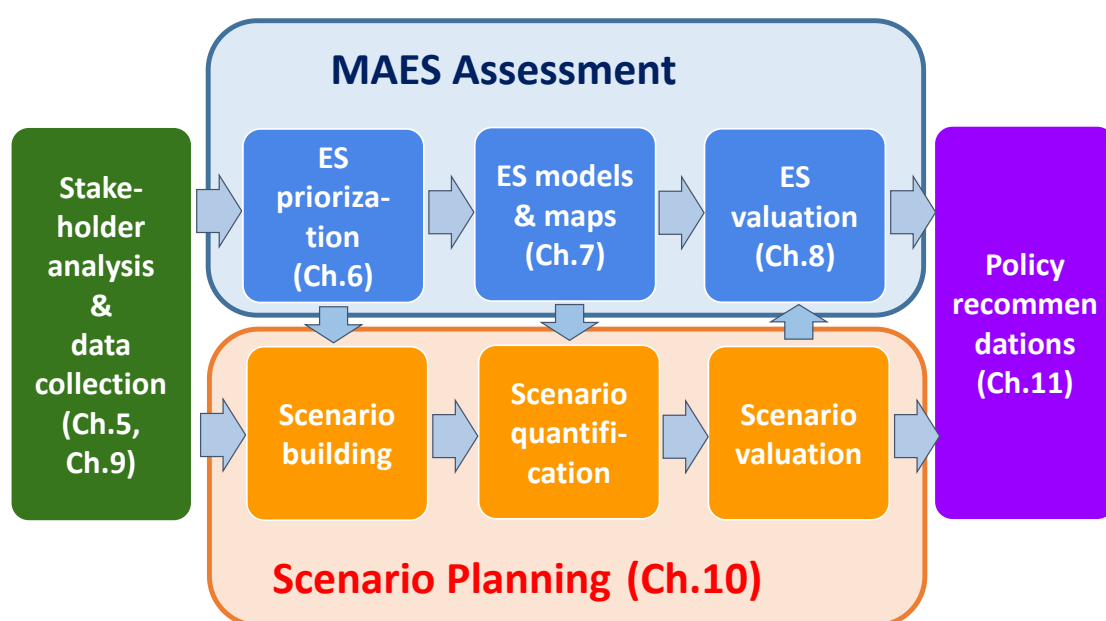 MAES Assessment
Stake-
holder
analysis
&
data
collection
(Ch.5,
Ch.9)
ES
prioriza-
tion
(Ch.6)
ES models
& maps
(Ch.7)
ES
valuation
(Ch.8)
Policy
recommen
dations
(Ch.11)
Scenario
building
Scenario
quantifi-
cation
Scenario
valuation
Scenario Planning (Ch.10)